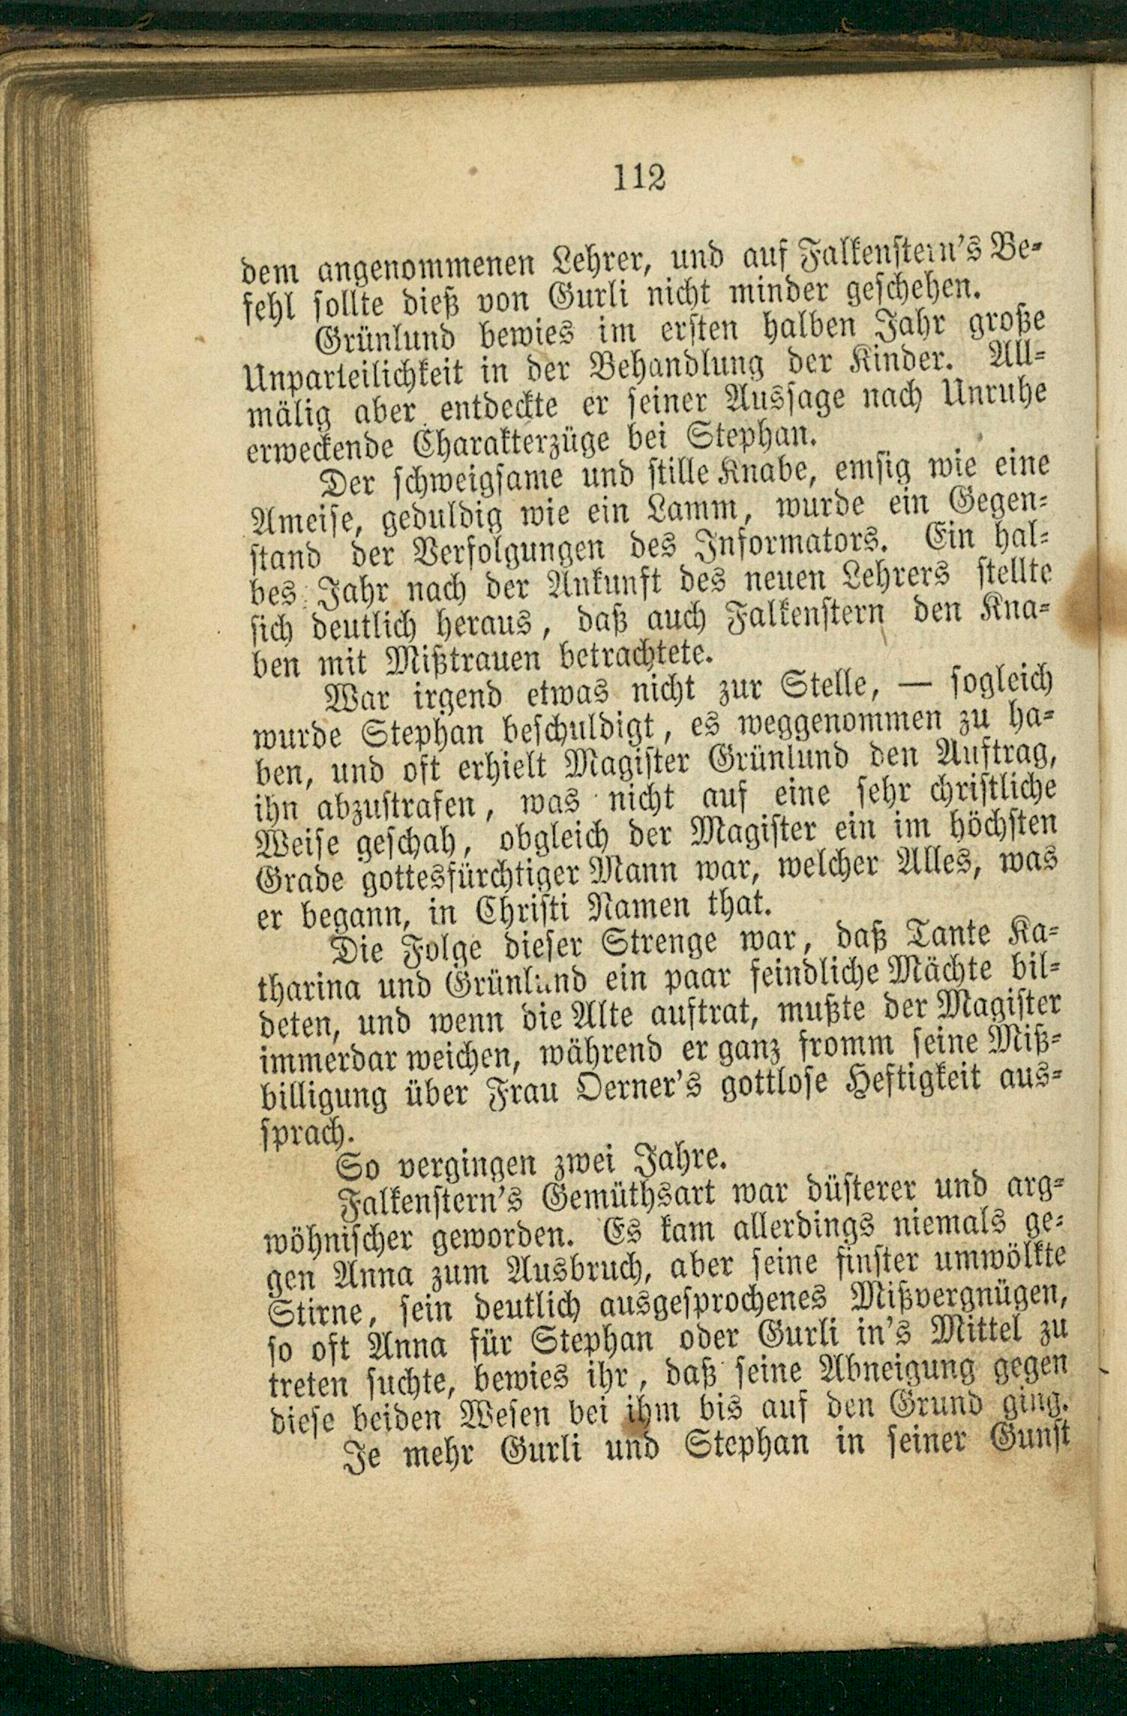 112
dem angenommenen Lehrer, und auf Falkenstern's Be-
fehl sollte dieß von Gurli nicht minder geschehen.
Grünlund bewies im ersten halben Jahr große
Unparteilichkeit in der Behandlung der Kinder. All-
mälig aber entdeckte er seiner Aussage nach Unruhe
erweckende Charakterzüge bei Stephan.
Der schweigsame und stille Knabe, emsig wie eine
Ameise, geduldig wie ein Lamm, wurde ein Gegen-
stand der Verfolgungen des Informators. Ein hal-
bes Jahr nach der Ankunft des neuen Lehrers stellte
sich deutlich heraus, daß auch Falkenstern den Kna-
ben mit Mißtrauen betrachtete.
War irgend etwas nicht zur Stelle, — sogleich
wurde Stephan beschuldigt, es weggenommen zu ha-
ben, und oft erhielt Magister Grünlund den Auftrag,
ihn abzustrafen, was nicht auf eine sehr christliche
Weise geschah, obgleich der Magister ein im höchsten
Grade gottesfürchtiger Mann war, welcher Alles, was
er begann, in Christi Namen that.
Die Folge dieser Strenge war, daß Tante Ka-
tharina und Grünlund ein paar feindliche Mächte bil-
deten, und wenn die Alte auftrat, mußte der Magister
immerdar weichen, während er ganz fromm seine Miß-
billigung über Frau Oerner's gottlose Heftigkeit aus-
sprach.
So vergingen zwei Jahre.
Falkenstern's Gemüthsart war düsterer und arg-
wöhnischer geworden. Es kam allerdings niemals ge-
gen Anna zum Ausbruch, aber seine finster umwölkte
Stirne, sein deutlich ausgesprochenes Mißvergnügen,
so oft Anna für Stephan oder Gurli in's Mittel zu
treten suchte, bewies ihr, daß seine Abneigung gegen
diese beiden Wesen bei ihm bis auf den Grund ging.
Je mehr Gurli und Stephan in seiner Gunst